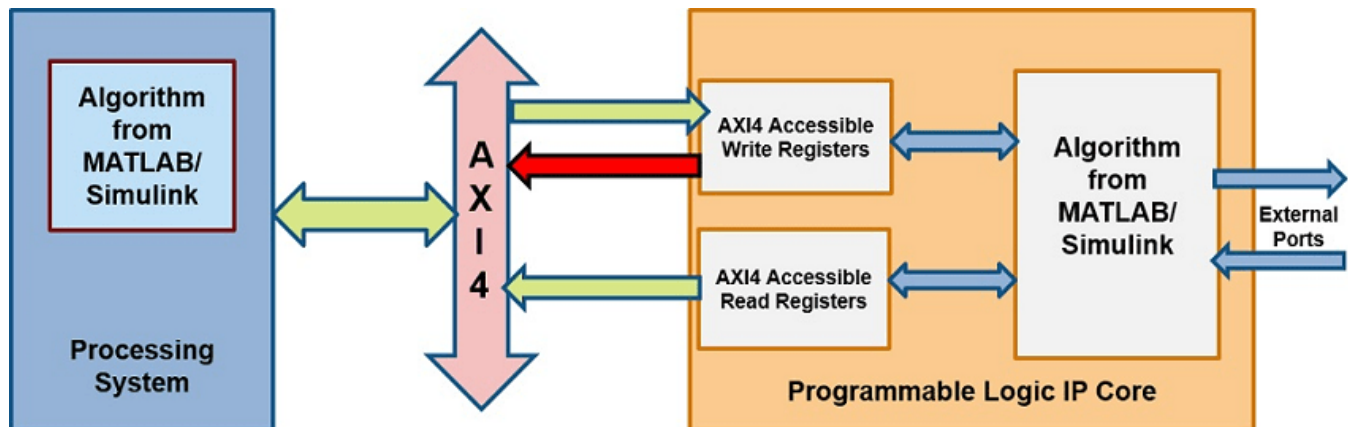 Algorithm
from
MATLAB/
Simulink
Processing
System
A
X
I
4
AXI4 Accessible
Write Registers
AXI4 Accessible
Read Registers
Algorithm
from
MATLAB/
Simulink
External
Ports
Programmable Logic IP Core